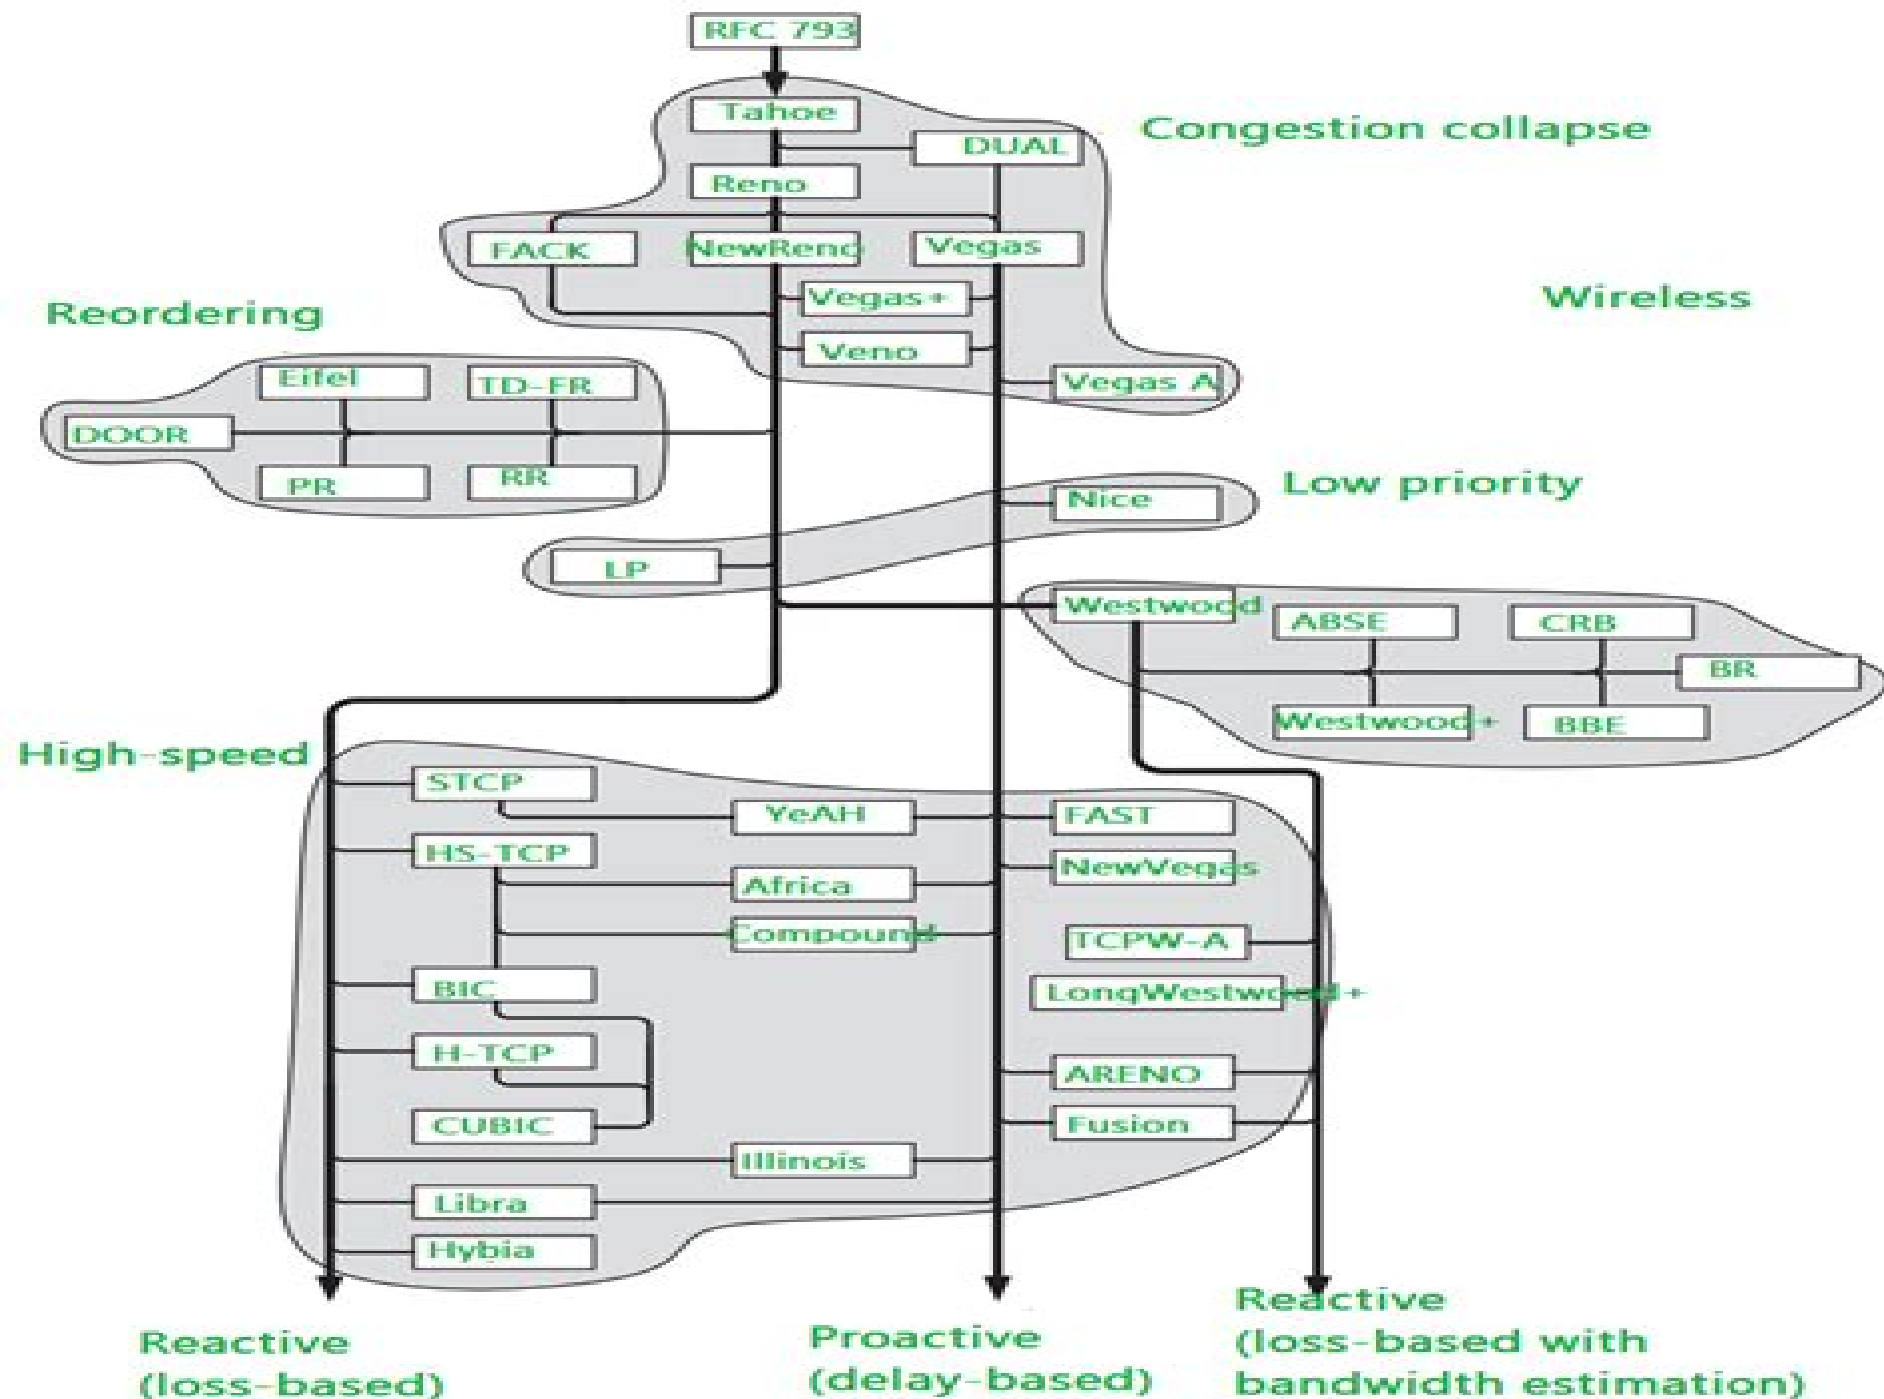 RFC 793
Tahoe
Congestion collapse
DUAL
Reno
FACK
NewReno
Vegas
Vegas+
Wireless
Reordering
Veno
Eifel
TD-FR
Vegas A
DOOR
PR
RR
Nice
Low priority
LP
Westwood
ABSE
CRB
BR
Westwood+
BBE
High-speed
STCP
YeAH
FAST
HS-TCP
NewVegas
Africa
Compound
TCPW-A
BIC
LongWestwood+
H-TCP
ARENO
CUBIC
Fusion
Illinois
Libra
Hybia
Reactive
(loss-based)
Proactive
(delay-based)
Reactive
(loss-based with
bandwidth estimation)